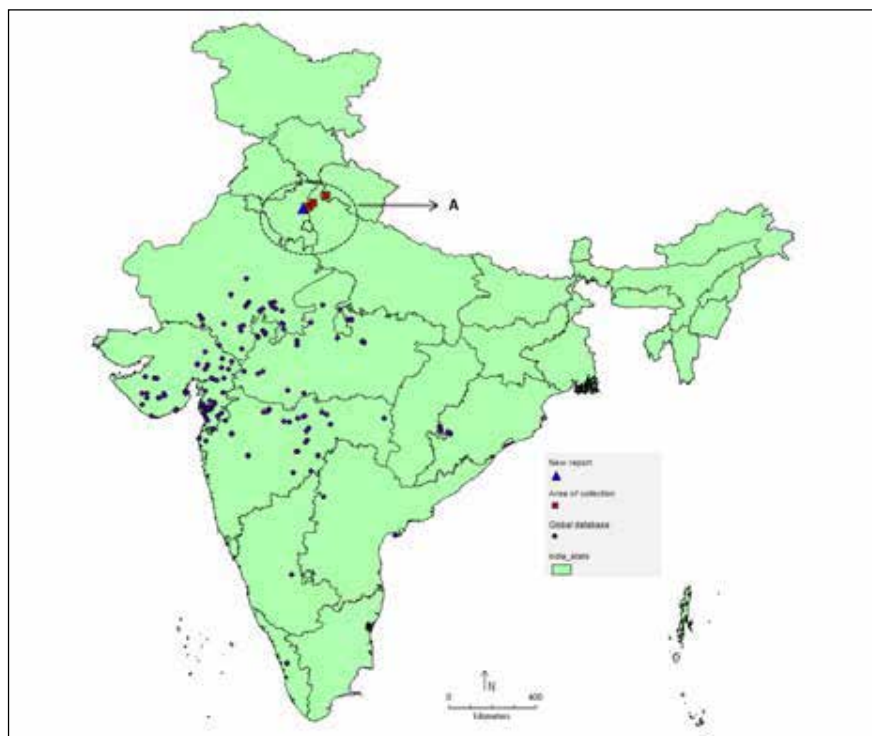 A
New report
Area of collection
Global database
India_state
N
0 400
kilometers